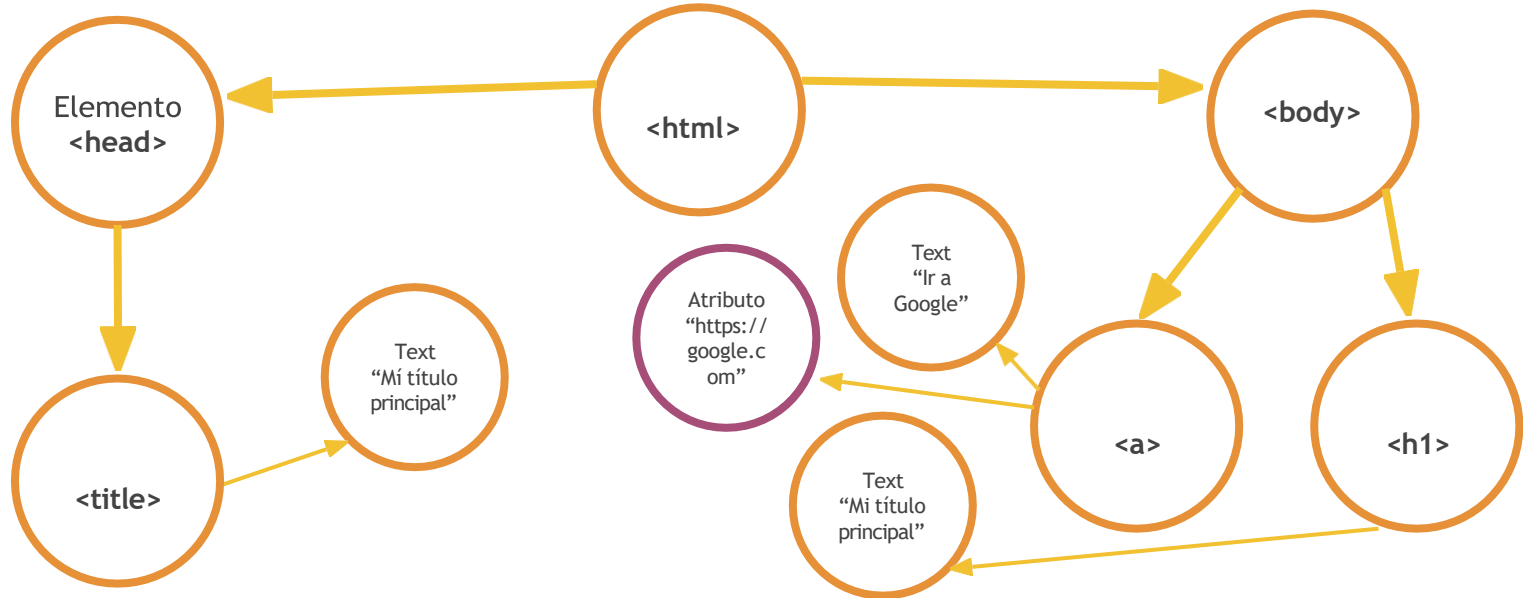 Elemento
<head>
<html>
<body>
Text
“Ir a
Google”
Atributo
“https://
google.c
om”
Text
“Mí título
principal”
<a>
<h1>
<title>
Text
“Mi título
principal”